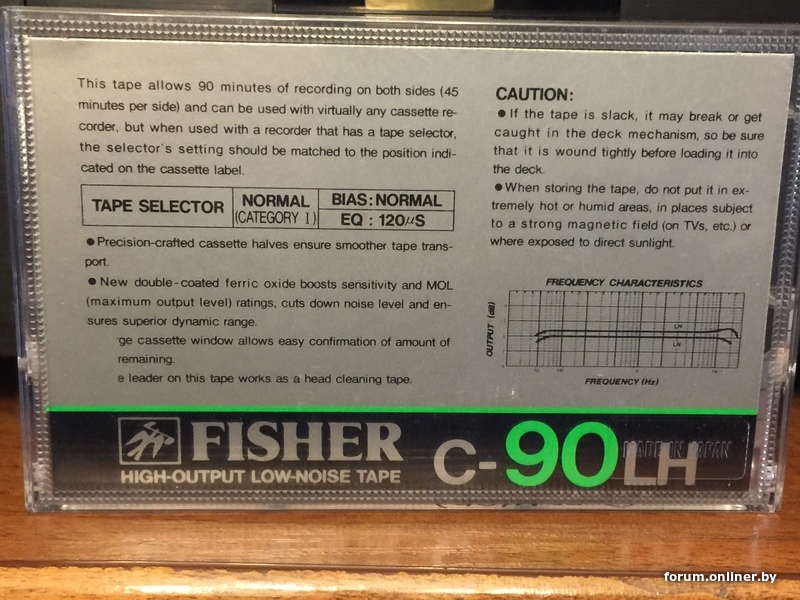 This tape allows 90 minutes of recording on both sides (45
minutes per side) and can be used with virtually any cassette re-
corder, but when used with a recorder that has a tape selector,
the selector's setting should be matched to the position indi-
cated on the cassette label.
TAPE SELECTOR
NORMAL
(CATEGORY I)
BIAS: NORMAL
EQ : 120μS
●Precision-crafted cassette halves ensure smoother tape trans-
port.
●New double-coated ferric oxide boosts sensitivity and MOL
(maximum output level) ratings, cuts down noise level and en-
sures superior dynamic range.
cassette window allows easy confirmation of amount of
remaining.
leader on this tape works as a head cleaning tape.
CAUTION:
●If the tape is slack, it may break or get
caught in the deck mechanism, so be sure
that it is wound tightly before loading it into
the deck.
●When storing the tape, do not put it in ex-
tremely hot or humid areas, in places subject
to a strong magnetic field (on TVs, etc.) or
where exposed to direct sunlight.
FREQUENCY CHARACTERISTICS
OUTPUT (dB)
LH
LN
FREQUENCY (Hz)
FISHER
HIGH-OUTPUT LOW-NOISE TAPE
C-90LH
MADE IN JAPAN
forum.onliner.by